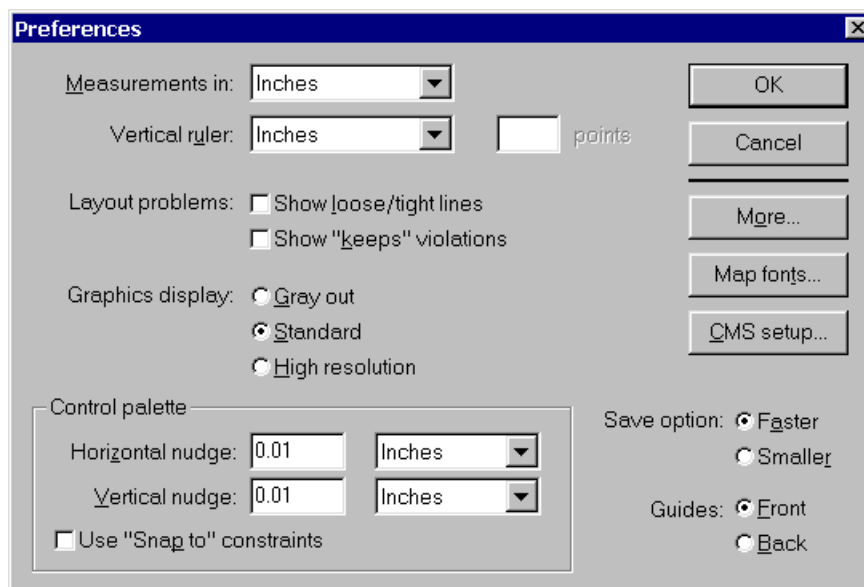 Preferences
Measurements in: Inches
OK
Vertical ruler: Inches points
Cancel
Layout problems: Show loose/tight lines
More...
Show "keeps" violations
Map fonts...
Graphics display: Gray out
Standard
CMS setup...
High resolution
Control palette
Save option: Faster
Horizontal nudge: 0.01 Inches
Smaller
Vertical nudge: 0.01 Inches
Guides: Front
Use "Snap to" constraints
Back